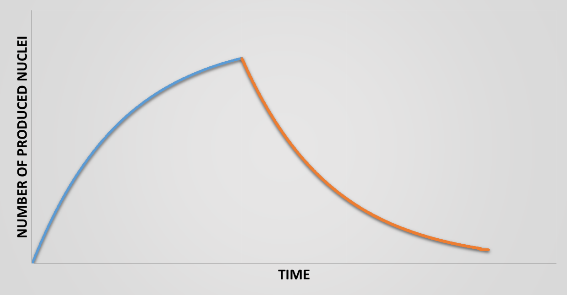 NUMBER OF PRODUCED NUCLEI
TIME